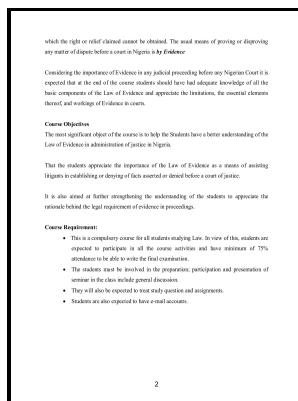 which the right or relief claimed cannot be obtained. The usual means of proving or disproving
any matter of dispute before a court in Nigeria is by Evidence
Considering the importance of Evidence in any judicial proceeding before any Nigerian Court it is
expected that at the end of the course students should have had adequate knowledge of all the
basic components of the Law of Evidence and appreciate the limitations, the essential elements
thereof, and workings of Evidence in courts.
Course Objectives
The most significant object of the course is to help the Students have a better understanding of the
Law of Evidence in administration of justice in Nigeria.
That the students appreciate the importance of the Law of Evidence as a means of assisting
litigants in establishing or denying of facts asserted or denied before a court of justice.
It is also aimed at further strengthening the understanding of the students to appreciate the
rationale behind the legal requirement of evidence in proceedings.
Course Requirement:
• This is a compulsory course for all students studying Law. In view of this, students are
expected to participate in all the course activities and have minimum of 75%
attendance to be able to write the final examination.
• The students must be involved in the preparation; participation and presentation of
seminar in the class include general discussion.
• They will also be expected to treat study question and assignments.
• Students are also expected to have e-mail accounts.
2